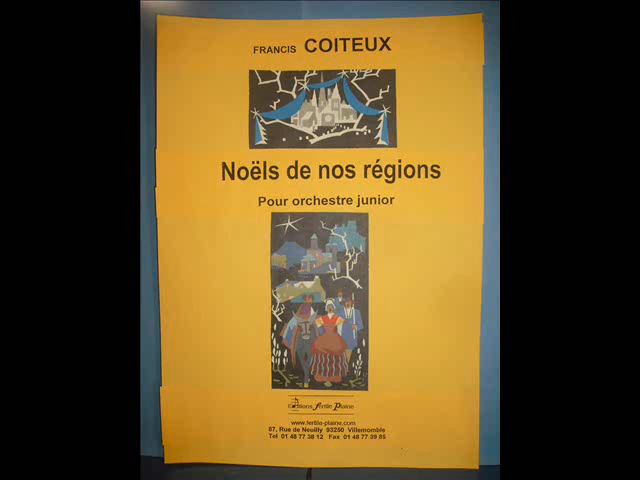 FRANCIS COITEUX
Noëls de nos régions
Pour orchestre junior
Editions Fertile Plaine
www.fertile-plaine.com
87, Rue de Neuilly 93250 Villemomble
Tel 01 48 77 38 12 Fax 01 48 77 39 85